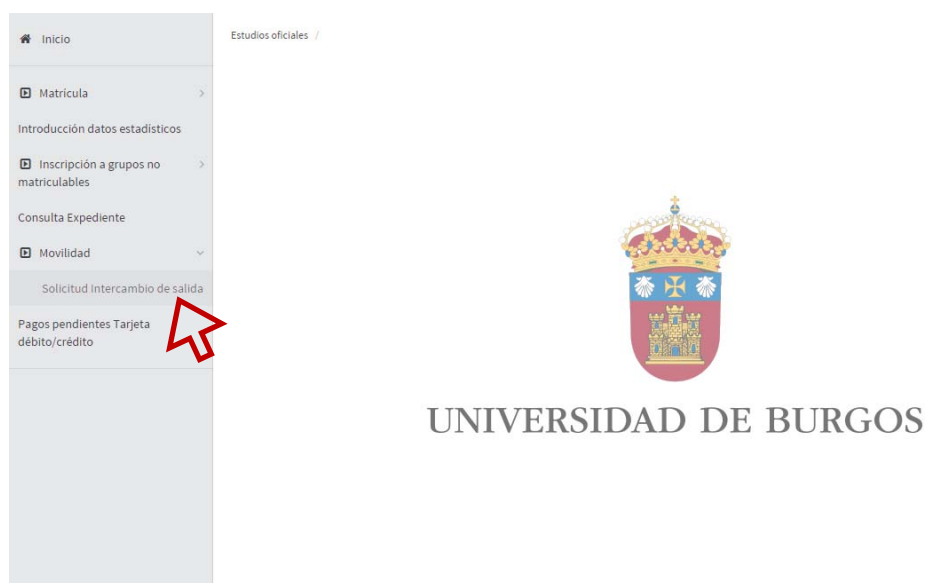 Inicio
Estudios oficiales /
Matrícula
Introducción datos estadísticos
Inscripción a grupos no
matriculables
Consulta Expediente
Movilidad
Solicitud Intercambio de salida
Pagos pendientes Tarjeta
débito/crédito
UNIVERSIDAD DE BURGOS